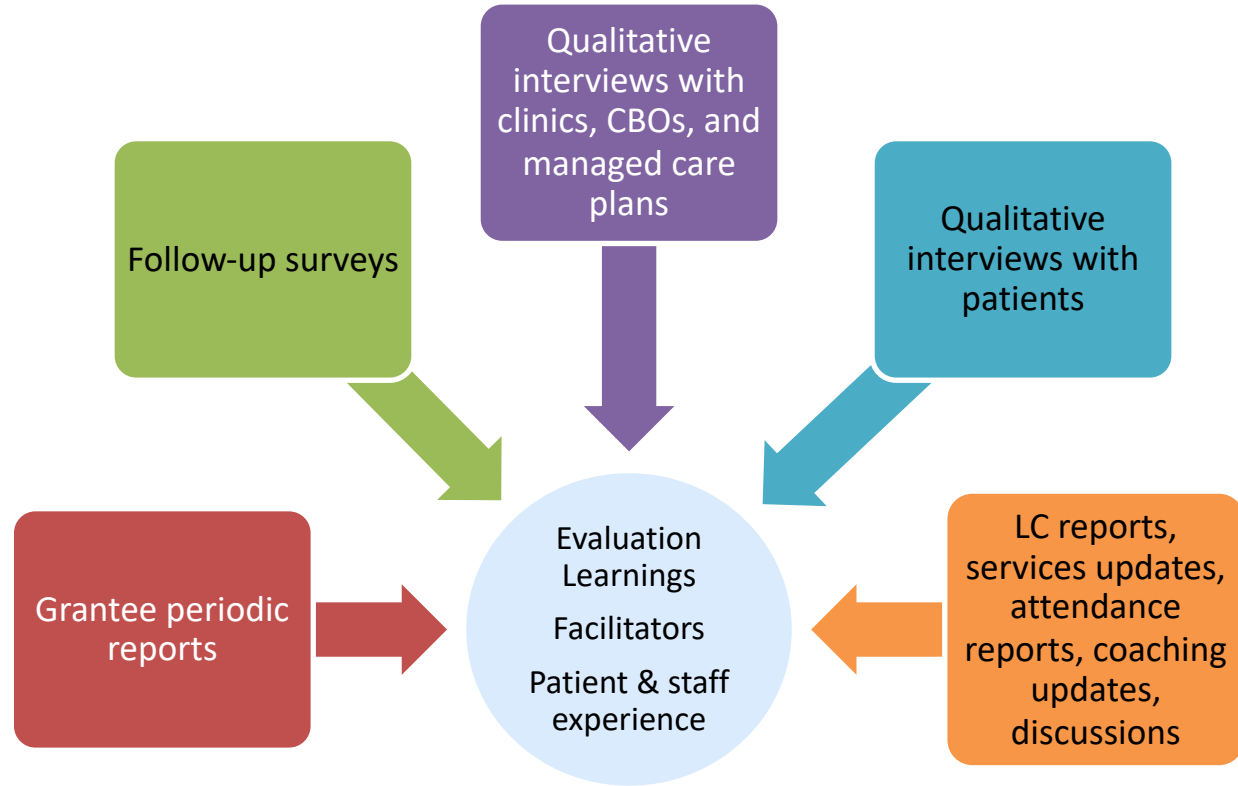 Qualitative
interviews with
clinics, CBOs, and
managed care
plans
Follow-up surveys
Qualitative
interviews with
patients
Grantee periodic
reports
Evaluation
Learnings
Facilitators
Patient & staff
experience
LC reports,
services updates,
attendance
reports, coaching
updates,
discussions